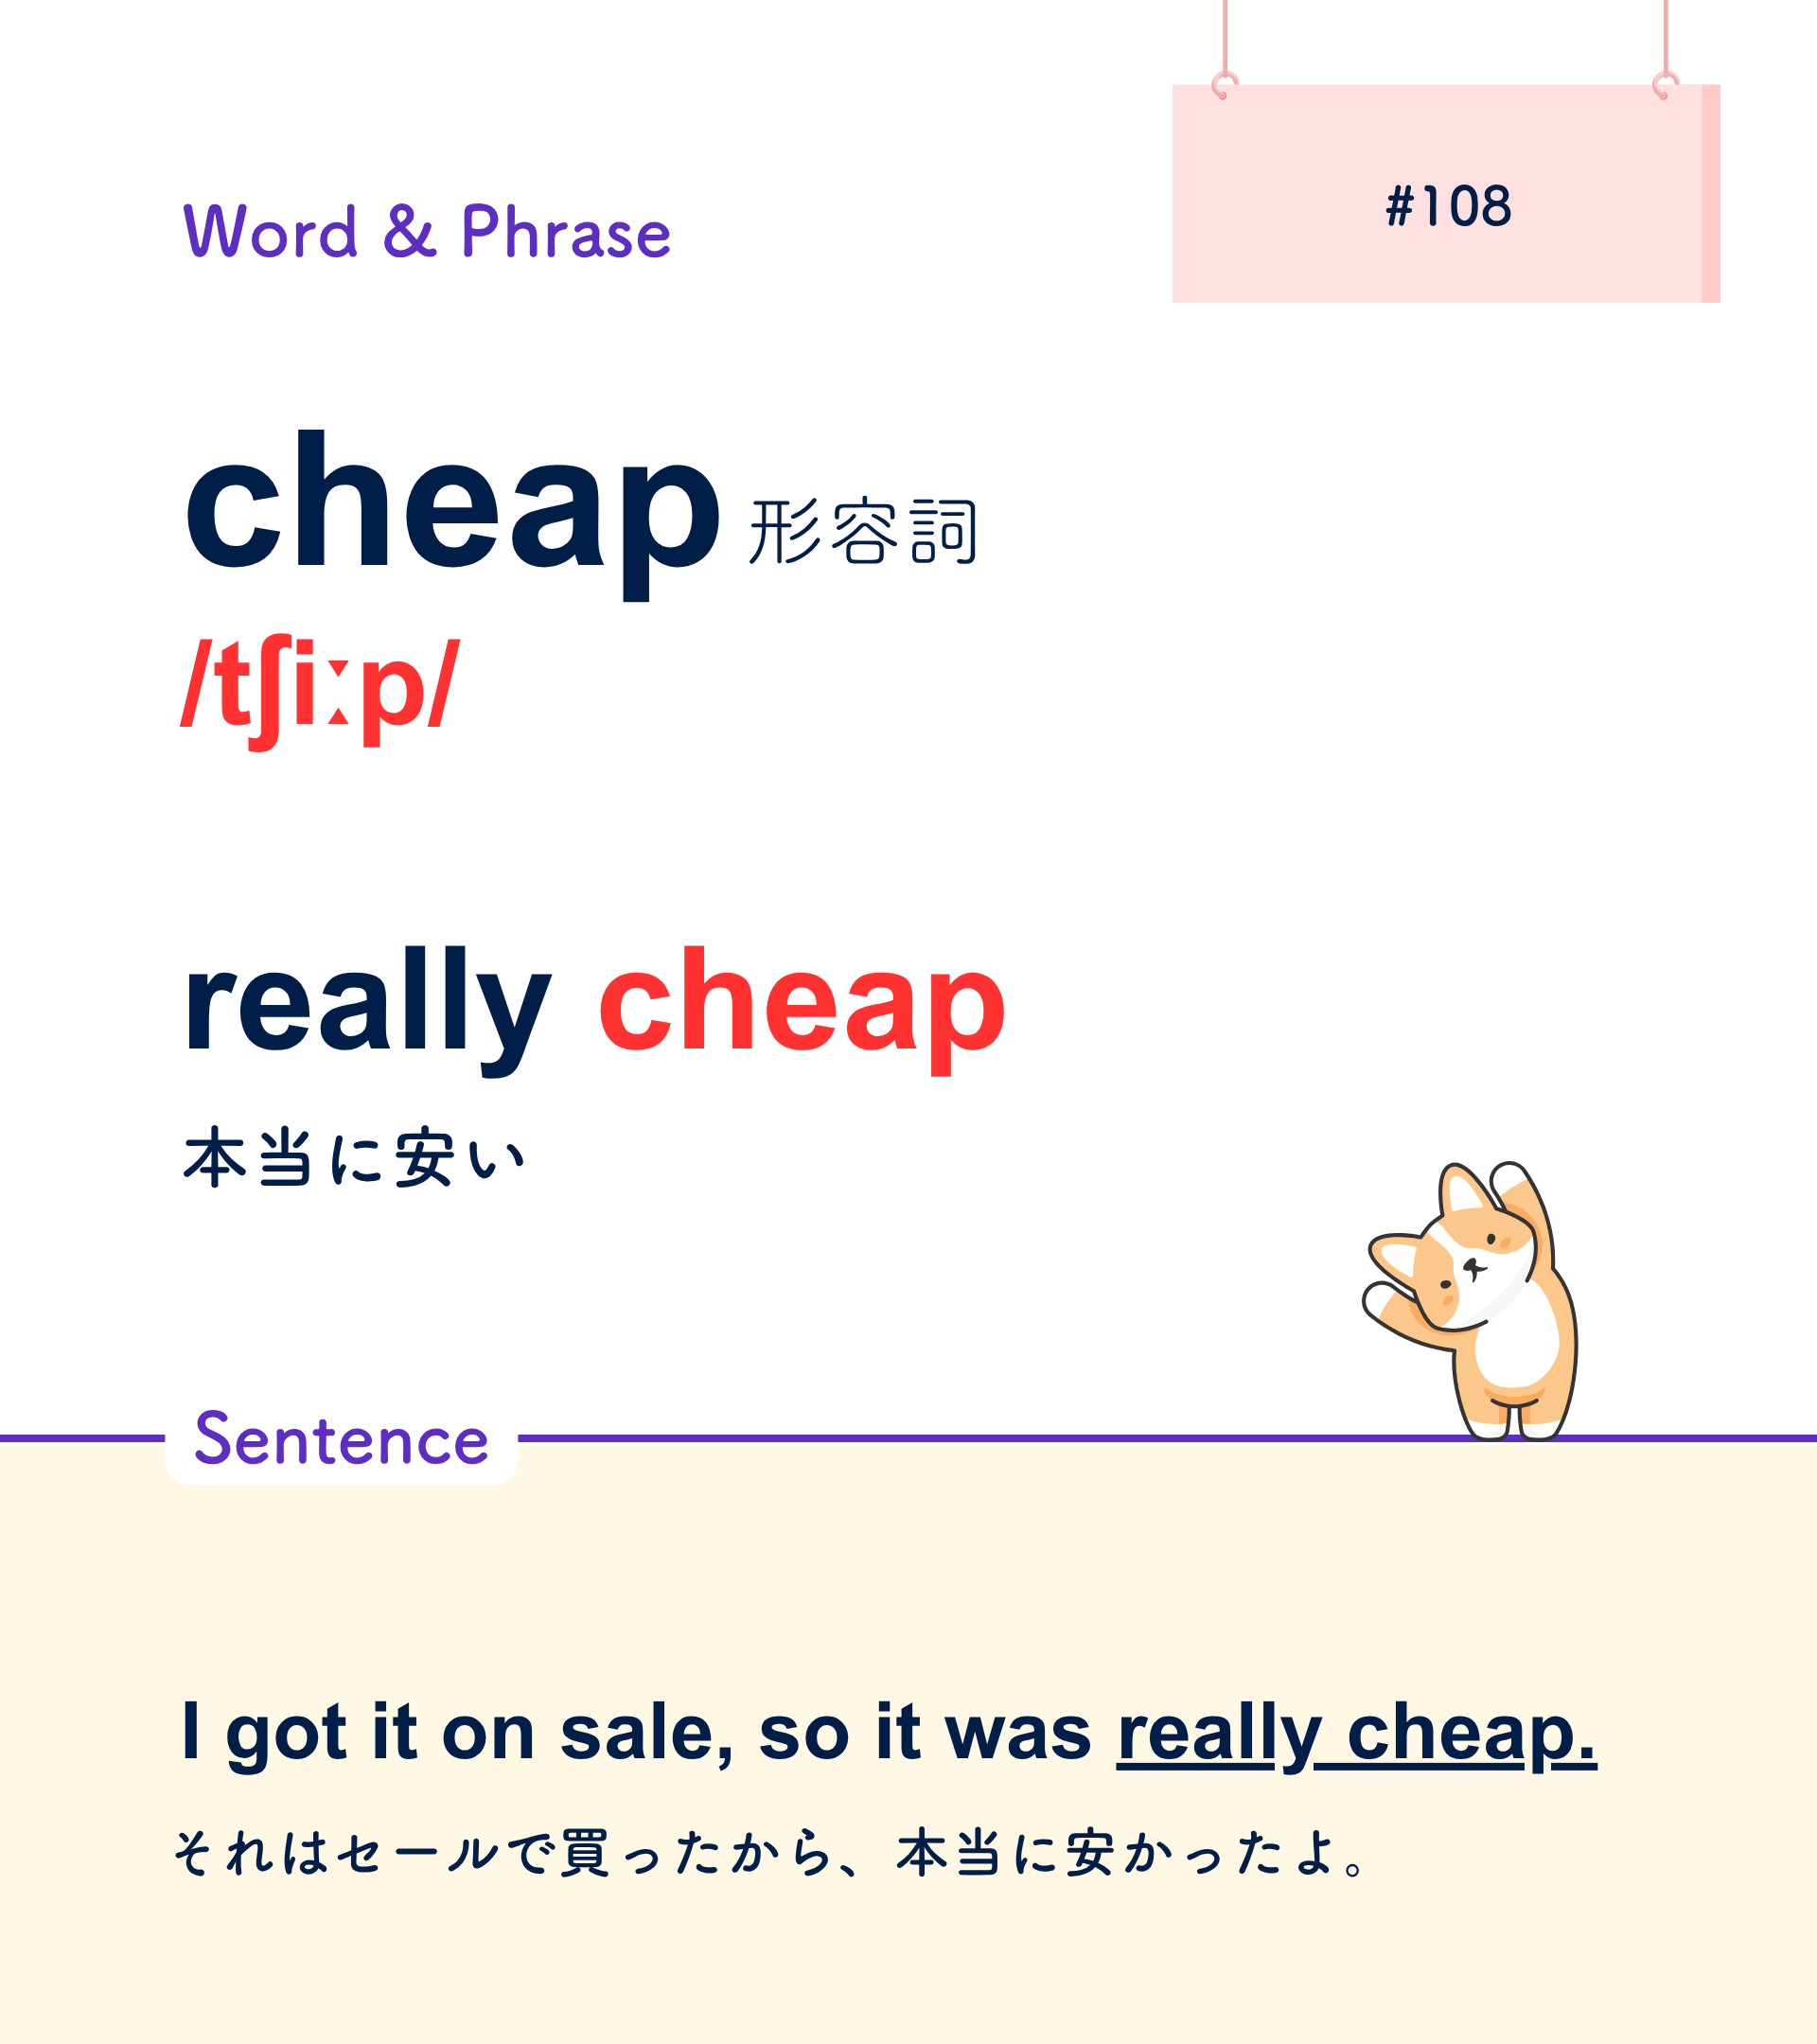 Word & Phrase
#108
cheap 形容詞
/tʃiːp/
really cheap
本当に安い
Sentence
I got it on sale, so it was really cheap.
それはセールで買ったから、本当に安かったよ。